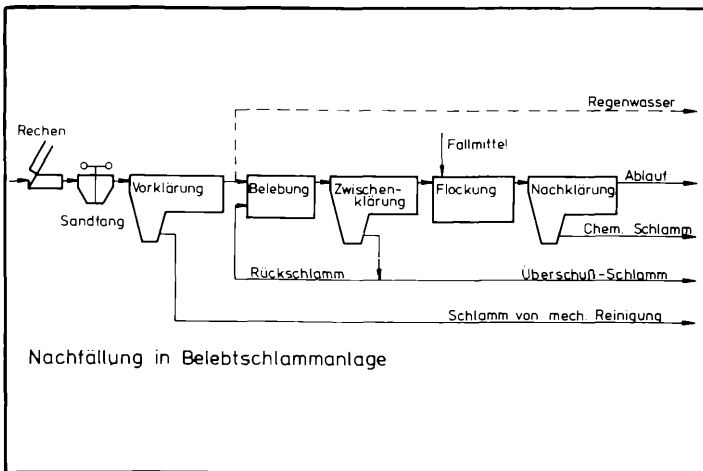 Regenwasser
Rechen
Fallmittel
Vorklärung
Belebung
Zwischen-
klärung
Flockung
Nachklärung
Ablauf
Sandfang
Chem. Schlamm
Rückschlamm
Überschuß-Schlamm
Schlamm von mech. Reinigung
Nachfällung in Belebtschlammanlage